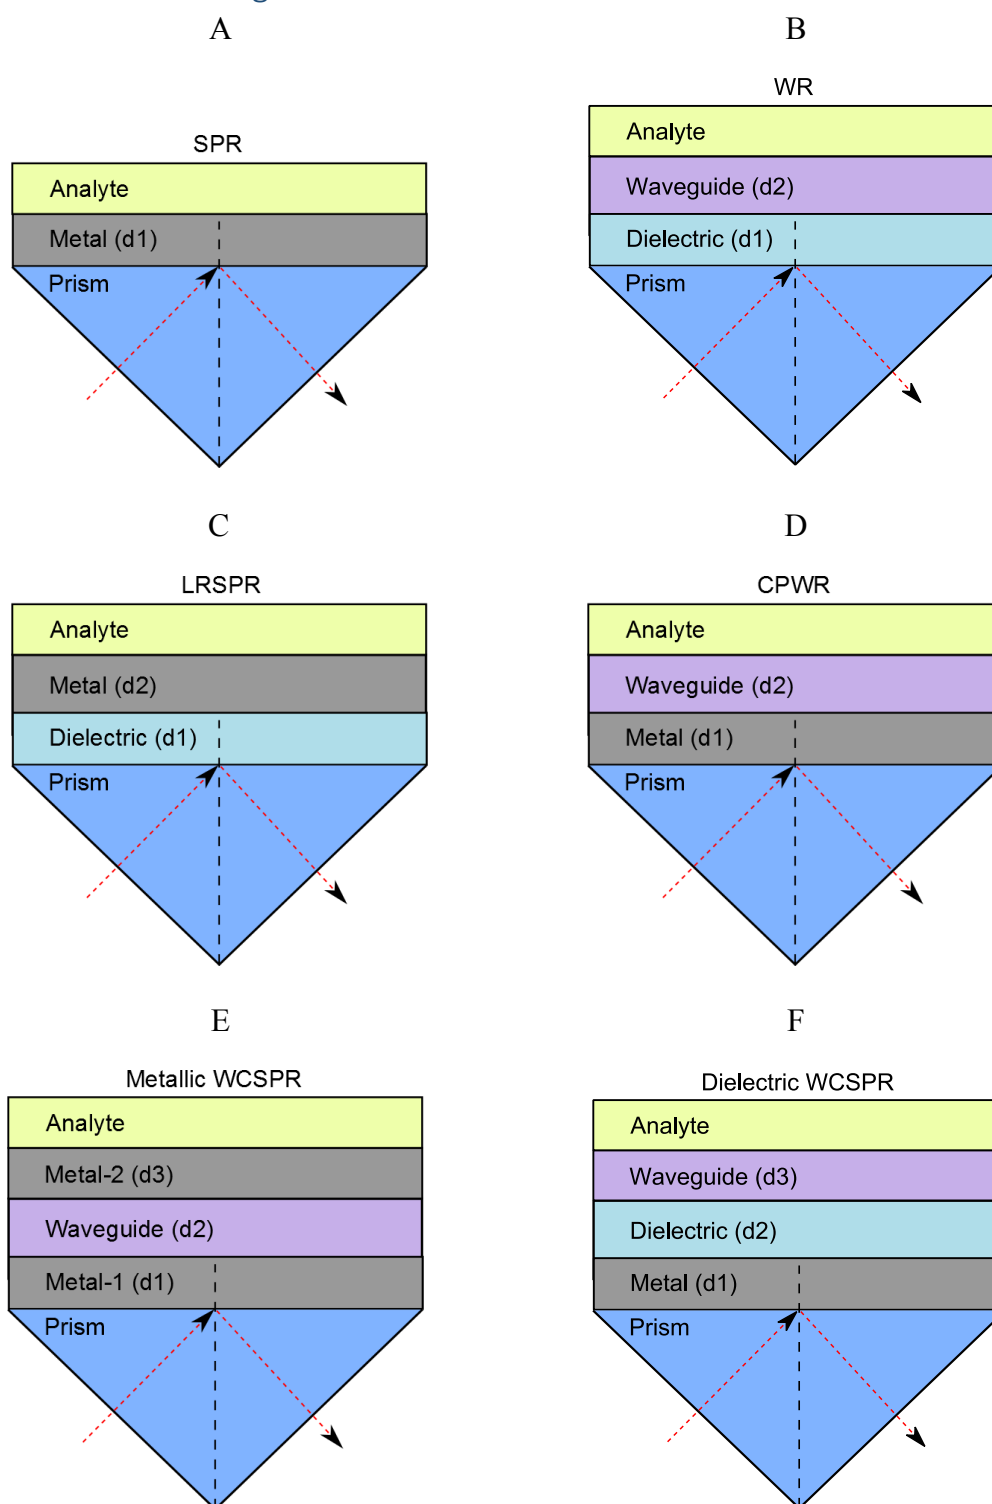 A
B
SPR
Analyte
Metal (d1)
Prism
WR
Analyte
Waveguide (d2)
Dielectric (d1)
Prism
C
D
LRSPR
Analyte
Metal (d2)
Dielectric (d1)
Prism
CPWR
Analyte
Waveguide (d2)
Metal (d1)
Prism
E
F
Metallic WCSPR
Analyte
Metal-2 (d3)
Waveguide (d2)
Metal-1 (d1)
Prism
Dielectric WCSPR
Analyte
Waveguide (d3)
Dielectric (d2)
Metal (d1)
Prism